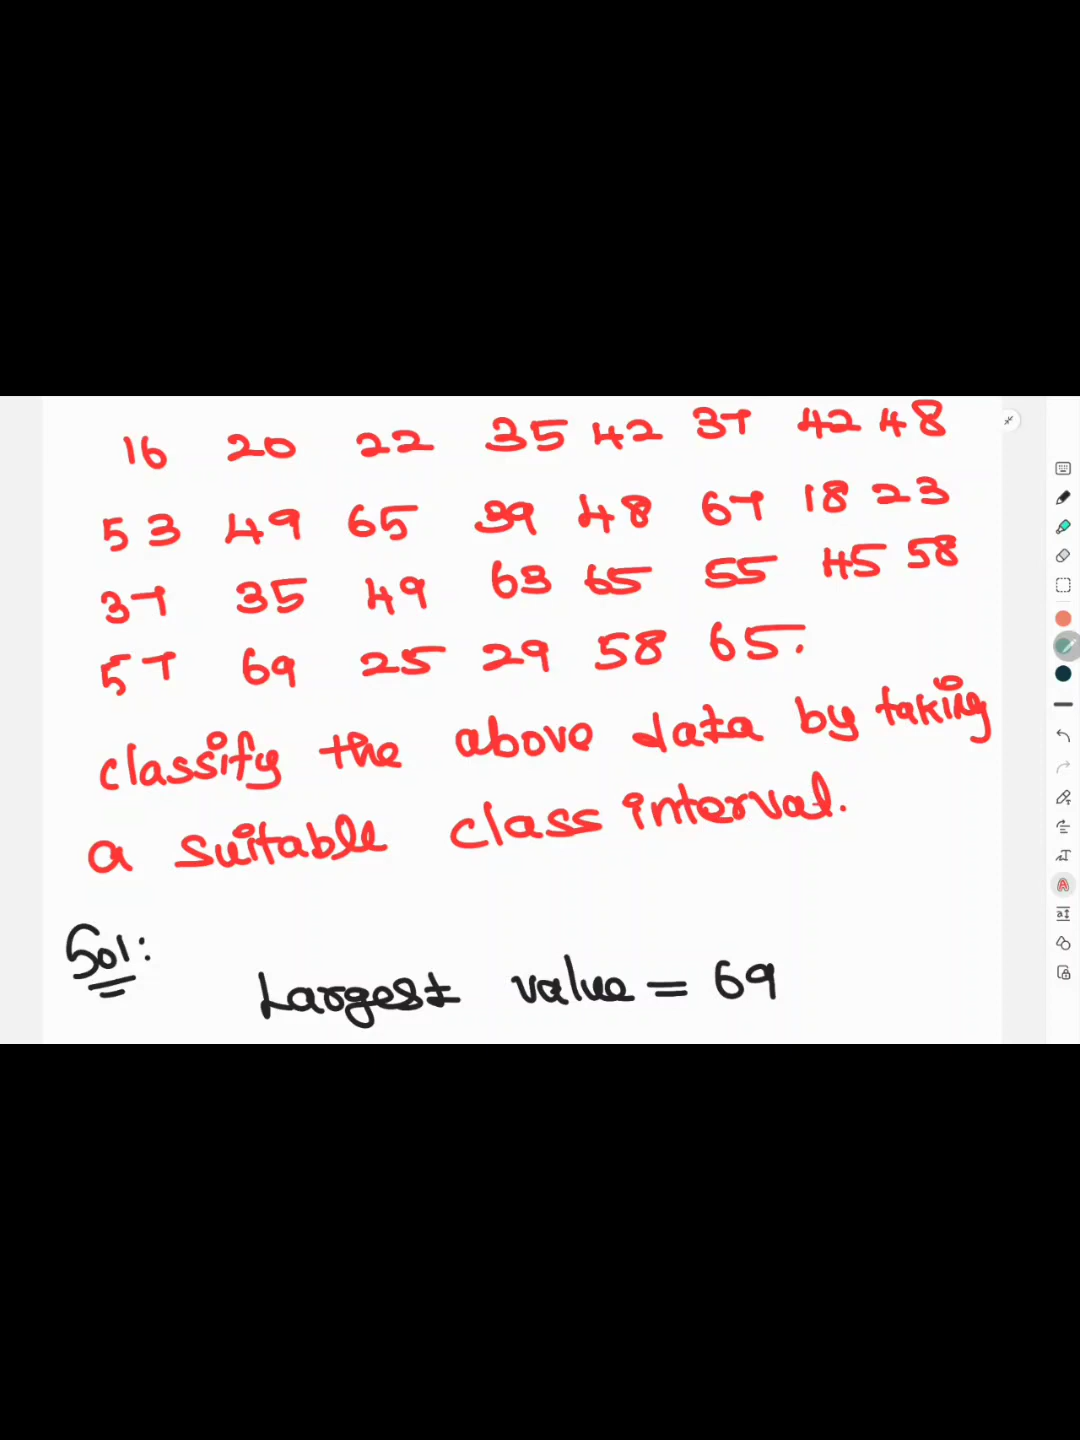 16 20 22 35 42 37 42 48
53 49 65 39 48 67 18 23
37 35 49 63 65 55 45 58
57 69 25 29 58 65.
classify the above data by taking
a suitable class interval.
Sol:
Largest value = 69